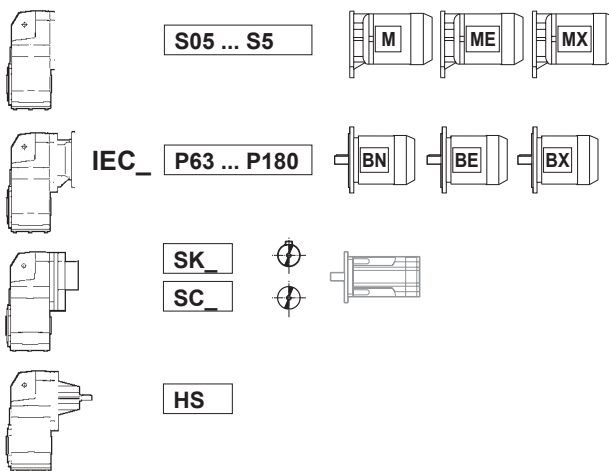 S05 ... S5 M ME MX
IEC_ P63 ... P180 BN BE BX
SK_
SC_
HS